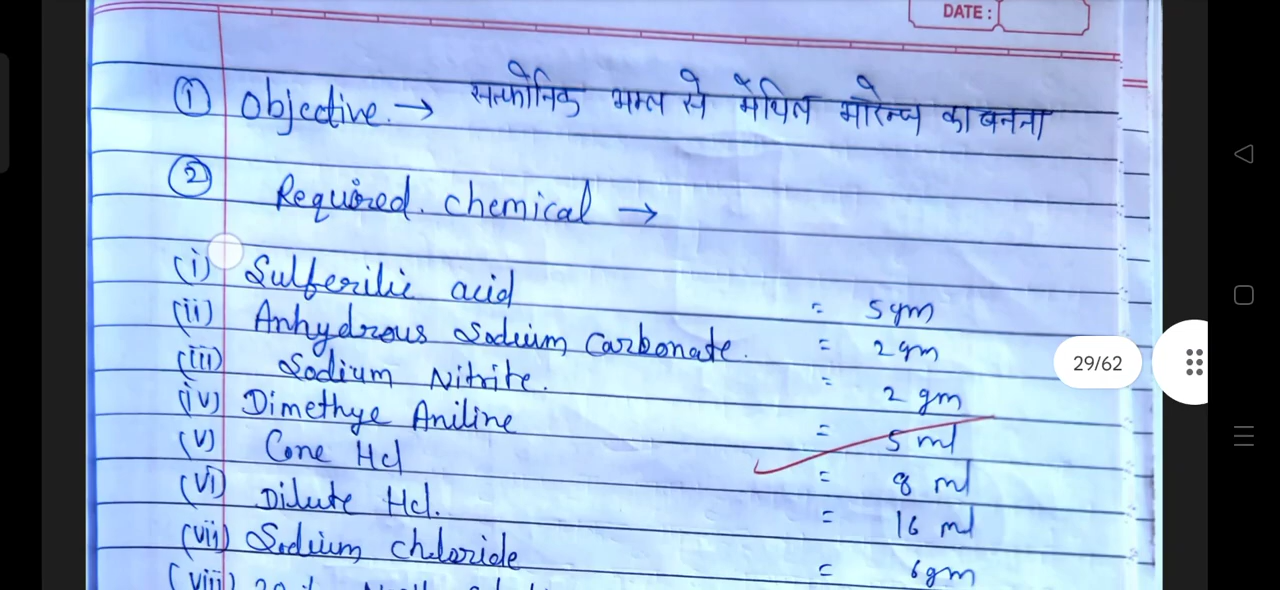 DATE :
① Objective. → सल्फोनिक अम्ल से मेथिल ऑरेन्ज का बनना
② Required. chemical →
(i) Sulferilic acid = 5gm
(ii) Anhydrous Sodium Carbonate. = 2gm
(iii) Sodium Nitrite. = 2 gm
(iv) Dimethye Aniline = 5 ml
(v) Conc Hcl = 8 ml
(vi) Dilute Hcl. = 16 ml
(vii) Sodium chloride = 6gm
(viii)
29/62